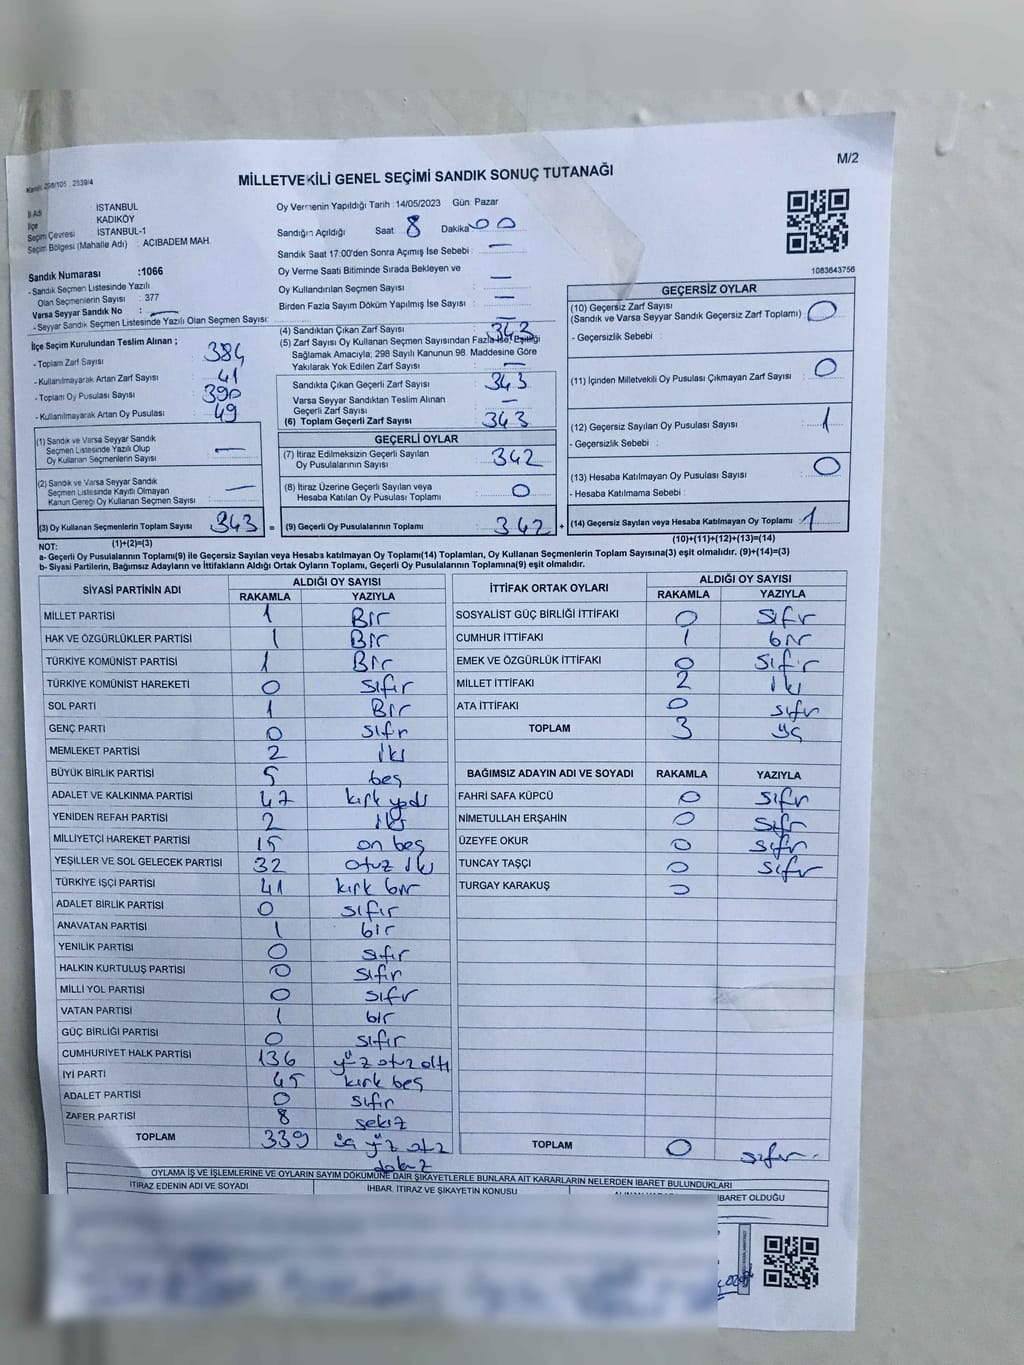 M/2
MİLLETVEKİLİ GENEL SEÇİMİ SANDIK SONUÇ TUTANAĞI
İl Adı : İSTANBUL
İlçe : KADIKÖY
Seçim Çevresi : İSTANBUL-1
Seçim Bölgesi (Mahalle Adı) : ACIBADEM MAH.
Oy Vermenin Yapıldığı Tarih :14/05/2023 Gün: Pazar
Sandığın Açıldığı Saat: 8 Dakika 00
Sandık Saat 17:00'den Sonra Açımış İse Sebebi : —
Oy Verme Saati Bitiminde Sırada Bekleyen ve
Oy Kullandırılan Seçmen Sayısı : —
Birden Fazla Sayım Döküm Yapılmış İse Sayısı : —
Sandık Numarası :1066
- Sandık Seçmen Listesinde Yazılı
Olan Seçmenlerin Sayısı : 377
Varsa Seyyar Sandık No : —
- Seyyar Sandık Seçmen Listesinde Yazılı Olan Seçmen Sayısı: —
İlçe Seçim Kurulundan Teslim Alınan ;
- Toplam Zarf Sayısı : 384
- Kullanılmayarak Artan Zarf Sayısı : 41
- Toplam Oy Pusulası Sayısı : 390
- Kullanılmayarak Artan Oy Pusulası : 49
(1) Sandık ve Varsa Seyyar Sandık
Seçmen Listesinde Yazılı Olup
Oy Kullanan Seçmenlerin Sayısı : —
(2) Sandık ve Varsa Seyyar Sandık
Seçmen Listesinde Kayıtlı Olmayan
Kanun Gereği Oy Kullanan Seçmen Sayısı : —
(3) Oy Kullanan Seçmenlerin Toplam Sayısı : 343 =
(1)+(2)=(3)
(4) Sandıktan Çıkan Zarf Sayısı : 343
(5) Zarf Sayısı Oy Kullanan Seçmen Sayısından Fazla İse, Eşitliği
Sağlamak Amacıyla, 298 Sayılı Kanunun 98. Maddesine Göre
Yakılarak Yok Edilen Zarf Sayısı : —
Sandıkta Çıkan Geçerli Zarf Sayısı : 343
Varsa Seyyar Sandıktan Teslim Alınan
Geçerli Zarf Sayısı : —
(6) Toplam Geçerli Zarf Sayısı : 343
GEÇERLİ OYLAR
(7) İtiraz Edilmeksizin Geçerli Sayılan
Oy Pusulalarının Sayısı : 342
(8) İtiraz Üzerine Geçerli Sayılan veya
Hesaba Katılan Oy Pusulası Toplamı : 0
(9) Geçerli Oy Pusulalarının Toplamı : 342 +
1083643756
GEÇERSİZ OYLAR
(10) Geçersiz Zarf Sayısı
(Sandık ve Varsa Seyyar Sandık Geçersiz Zarf Toplamı) : 0
- Geçersizlik Sebebi :
(11) İçinden Milletvekili Oy Pusulası Çıkmayan Zarf Sayısı : 0
(12) Geçersiz Sayılan Oy Pusulası Sayısı : 1
- Geçersizlik Sebebi :
(13) Hesaba Katılmayan Oy Pusulası Sayısı : 0
- Hesaba Katılmama Sebebi :
(14) Geçersiz Sayılan veya Hesaba Katılmayan Oy Toplamı : 1
(10)+(11)+(12)+(13)=(14)
NOT:
a- Geçerli Oy Pusulalarının Toplamı(9) ile Geçersiz Sayılan veya Hesaba katılmayan Oy Toplamı(14) Toplamları, Oy Kullanan Seçmenlerin Toplam Sayısına(3) eşit olmalıdır. (9)+(14)=(3)
b- Siyasi Partilerin, Bağımsız Adayların ve İttifakların Aldığı Ortak Oyların Toplamı, Geçerli Oy Pusulalarının Toplamına(9) eşit olmalıdır.
SİYASİ PARTİNİN ADI ALDIĞI OY SAYISI
RAKAMLA YAZIYLA
MİLLET PARTİSİ 1 Bir
HAK VE ÖZGÜRLÜKLER PARTİSİ 1 Bir
TÜRKİYE KOMÜNİST PARTİSİ 1 Bir
TÜRKİYE KOMÜNİST HAREKETİ 0 sıfır
SOL PARTİ 1 Bir
GENÇ PARTİ 0 sıfr
MEMLEKET PARTİSİ 2 iki
BÜYÜK BİRLİK PARTİSİ 5 beş
ADALET VE KALKINMA PARTİSİ 47 kırk yedi
YENİDEN REFAH PARTİSİ 2 iki
MİLLİYETÇİ HAREKET PARTİSİ 15 on beş
YEŞİLLER VE SOL GELECEK PARTİSİ 32 otuz iki
TÜRKİYE İŞÇİ PARTİSİ 41 kırk bir
ADALET BİRLİK PARTİSİ 0 sıfır
ANAVATAN PARTİSİ 1 bir
YENİLİK PARTİSİ 0 sıfır
HALKIN KURTULUŞ PARTİSİ 0 sıfır
MİLLİ YOL PARTİSİ 0 sıfr
VATAN PARTİSİ 1 bir
GÜÇ BİRLİĞİ PARTİSİ 0 sıfır
CUMHURİYET HALK PARTİSİ 136 yüz otuz altı
İYİ PARTİ 45 kırk beş
ADALET PARTİSİ 0 sıfır
ZAFER PARTİSİ 8 sekiz
TOPLAM 339 üç yüz otz
dokuz
İTTİFAK ORTAK OYLARI ALDIĞI OY SAYISI
RAKAMLA YAZIYLA
SOSYALİST GÜÇ BİRLİĞİ İTTİFAKI 0 sıfr
CUMHUR İTTİFAKI 1 bir
EMEK VE ÖZGÜRLÜK İTTİFAKI 0 sıfır
MİLLET İTTİFAKI 2 iki
ATA İTTİFAKI 0 sıfr
TOPLAM 3 üç
BAĞIMSIZ ADAYIN ADI VE SOYADI RAKAMLA YAZIYLA
FAHRİ SAFA KÜPCÜ 0 sıfr
NİMETULLAH ERŞAHİN 0 sıfr
ÜZEYFE OKUR 0 sıfr
TUNCAY TAŞÇI 0 sıfr
TURGAY KARAKUŞ 0
TOPLAM 0 sıfr
OYLAMA İŞ VE İŞLEMLERİNE VE OYLARIN SAYIM DÖKÜMÜNE DAİR ŞİKAYETLERLE BUNLARA AİT KARARLARIN NELERDEN İBARET BULUNDUKLARI
İTİRAZ EDENİN ADI VE SOYADI İHBAR, İTİRAZ VE ŞİKAYETİN KONUSU İBARET OLDUĞU